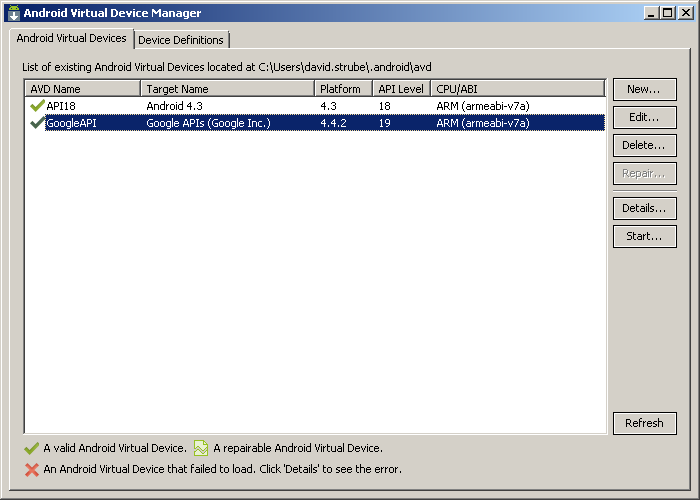 Android Virtual Device Manager
Android Virtual Devices Device Definitions
List of existing Android Virtual Devices located at C:\Users\david.strube\.android\avd
AVD Name Target Name Platform API Level CPU/ABI
API18 Android 4.3 4.3 18 ARM (armeabi-v7a)
GoogleAPI Google APIs (Google Inc.) 4.4.2 19 ARM (armeabi-v7a)
New...
Edit...
Delete...
Repair...
Details...
Start...
Refresh
A valid Android Virtual Device. A repairable Android Virtual Device.
An Android Virtual Device that failed to load. Click 'Details' to see the error.